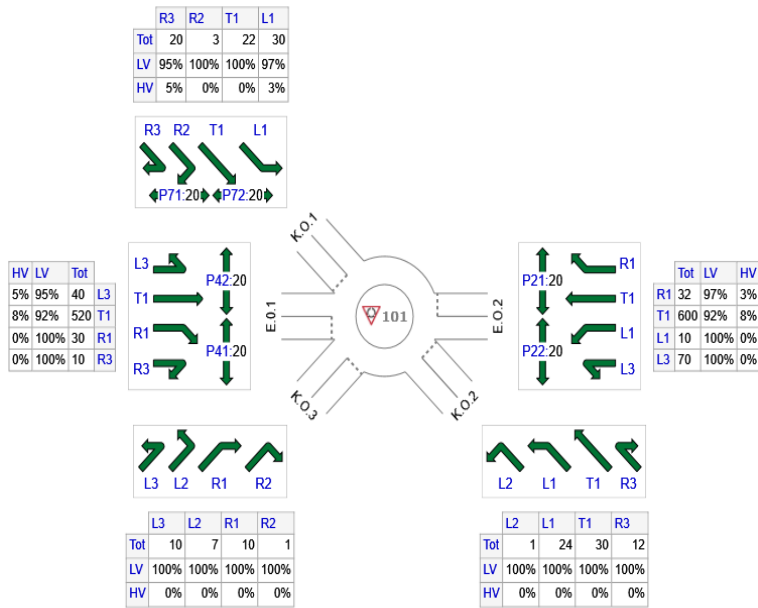 R3 R2 T1 L1
Tot 20 3 22 30
LV 95% 100% 100% 97%
HV 5% 0% 0% 3%
R3 R2 T1 L1
P71:20 P72:20
K.O.1
HV LV Tot
5% 95% 40 L3
8% 92% 520 T1
0% 100% 30 R1
0% 100% 10 R3
L3
T1
R1
R3
P42:20
P41:20
E.0.1
101
E.O.2
P21:20
P22:20
R1
T1
L1
L3
Tot LV HV
R1 32 97% 3%
T1 600 92% 8%
L1 10 100% 0%
L3 70 100% 0%
K.O.3
K.O.2
L3 L2 R1 R2
L2 L1 T1 R3
L3 L2 R1 R2
Tot 10 7 10 1
LV 100% 100% 100% 100%
HV 0% 0% 0% 0%
L2 L1 T1 R3
Tot 1 24 30 12
LV 100% 100% 100% 100%
HV 0% 0% 0% 0%